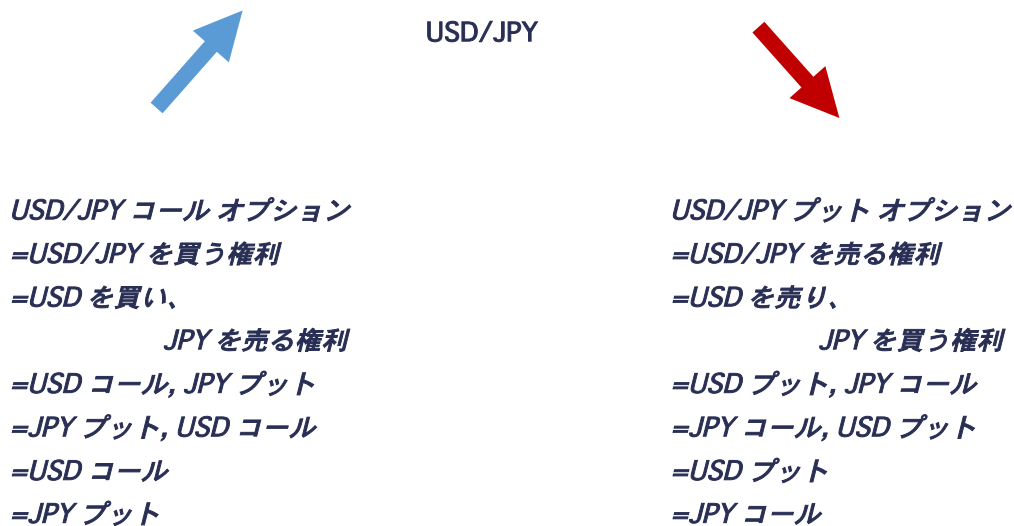 USD/JPY
USD/JPY コール オプション
=USD/JPY を買う権利
=USD を買い、
JPY を売る権利
=USD コール, JPY プット
=JPY プット, USD コール
=USD コール
=JPY プット
USD/JPY プット オプション
=USD/JPY を売る権利
=USD を売り、
JPY を買う権利
=USD プット, JPY コール
=JPY コール, USD プット
=USD プット
=JPY コール